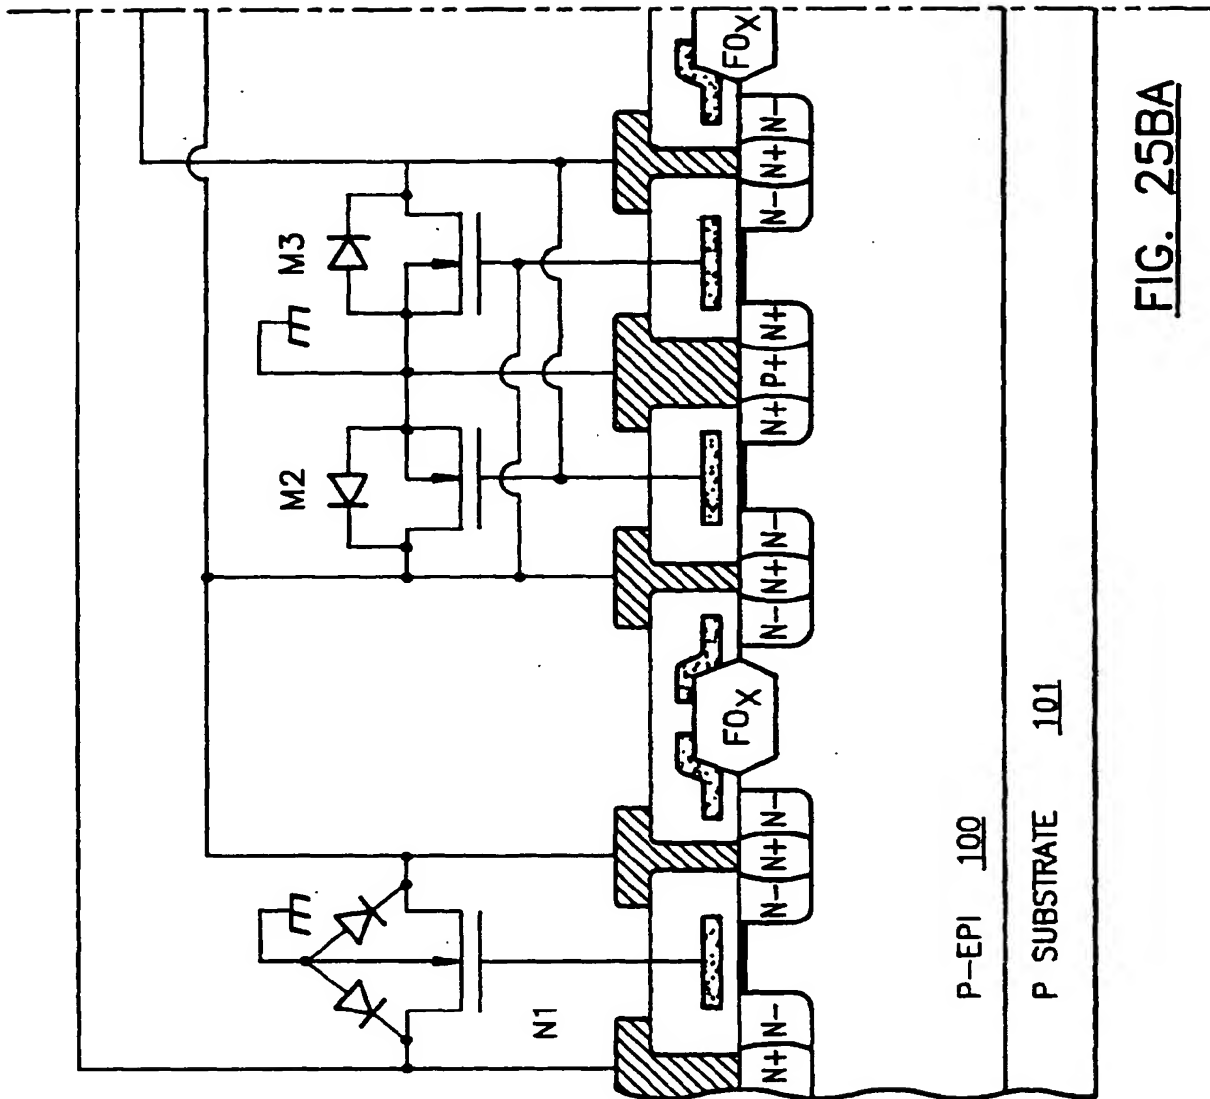 M3
M2
N1
FOX
N- N+ N-
N+ P+ N+
N- N+ N-
FOX
N- N+ N-
N+ N-
P-EPI 100
P SUBSTRATE 101
FIG. 25BA